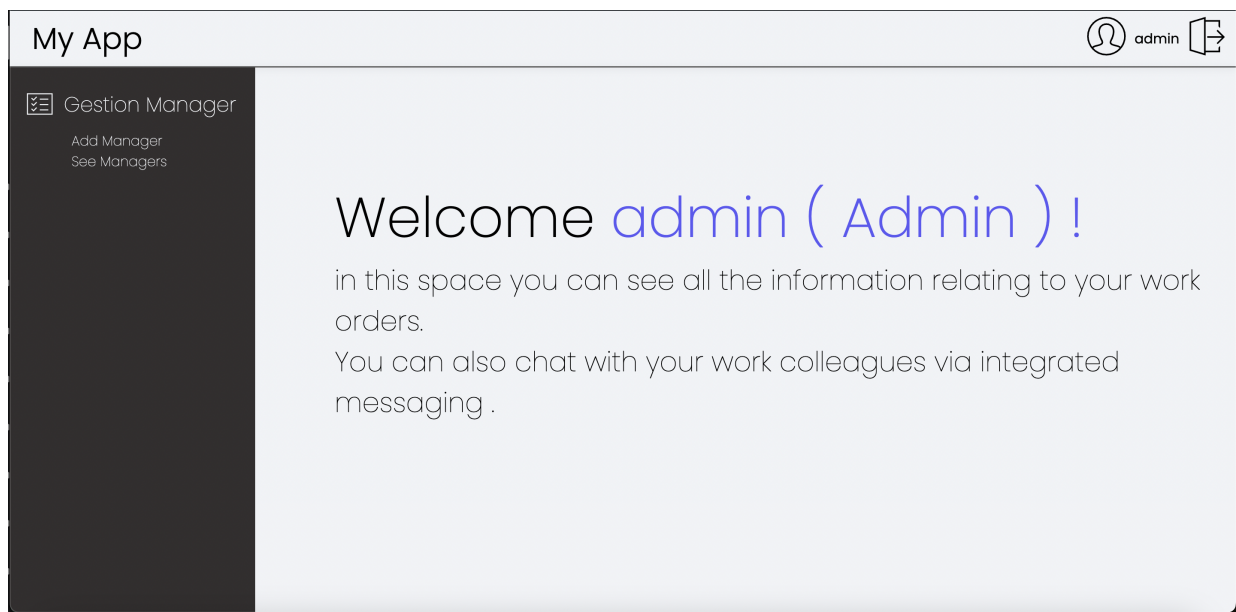 My App
admin
Gestion Manager
Add Manager
See Managers
Welcome admin ( Admin ) !
in this space you can see all the information relating to your work
orders.
You can also chat with your work colleagues via integrated
messaging .